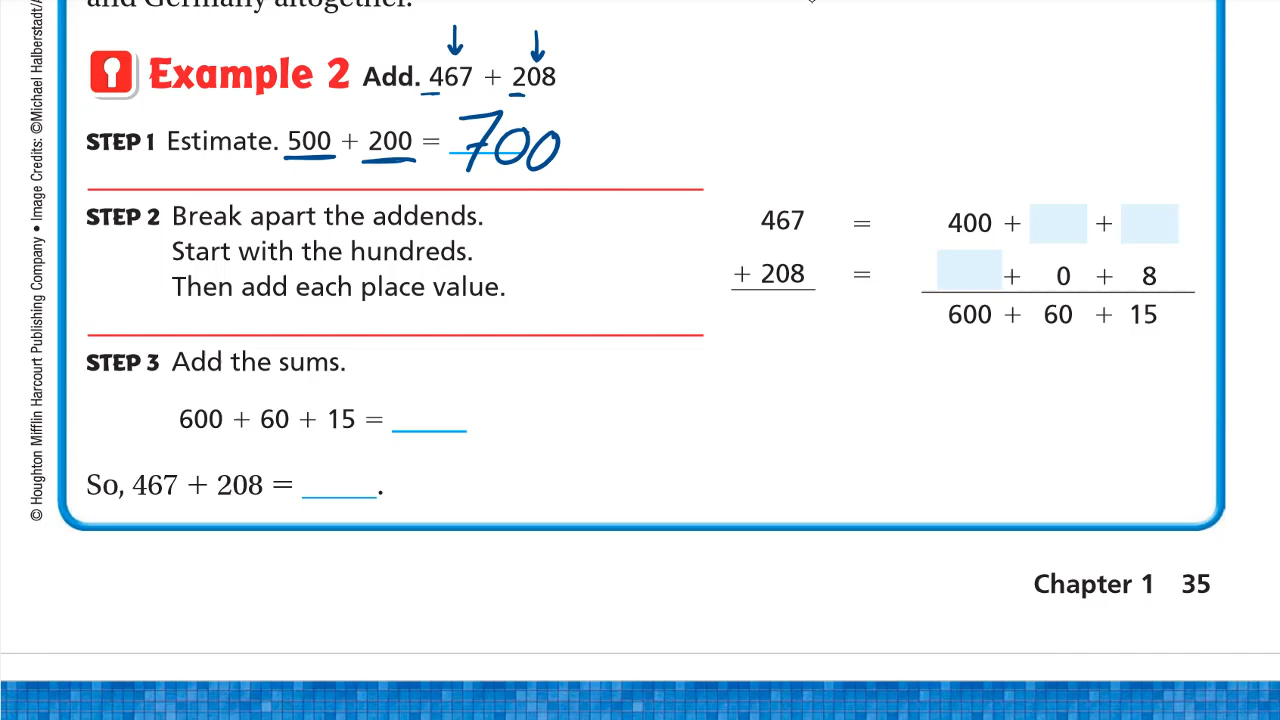 and Germany altogether.
Example 2 Add. 467 + 208
STEP 1 Estimate. 500 + 200 = 700
STEP 2 Break apart the addends.
Start with the hundreds.
Then add each place value.
467 = 400 + +
+ 208 = + 0 + 8
600 + 60 + 15
STEP 3 Add the sums.
600 + 60 + 15 =
So, 467 + 208 = .
© Houghton Mifflin Harcourt Publishing Company • Image Credits: ©Michael Halberstadt/
Chapter 1 35